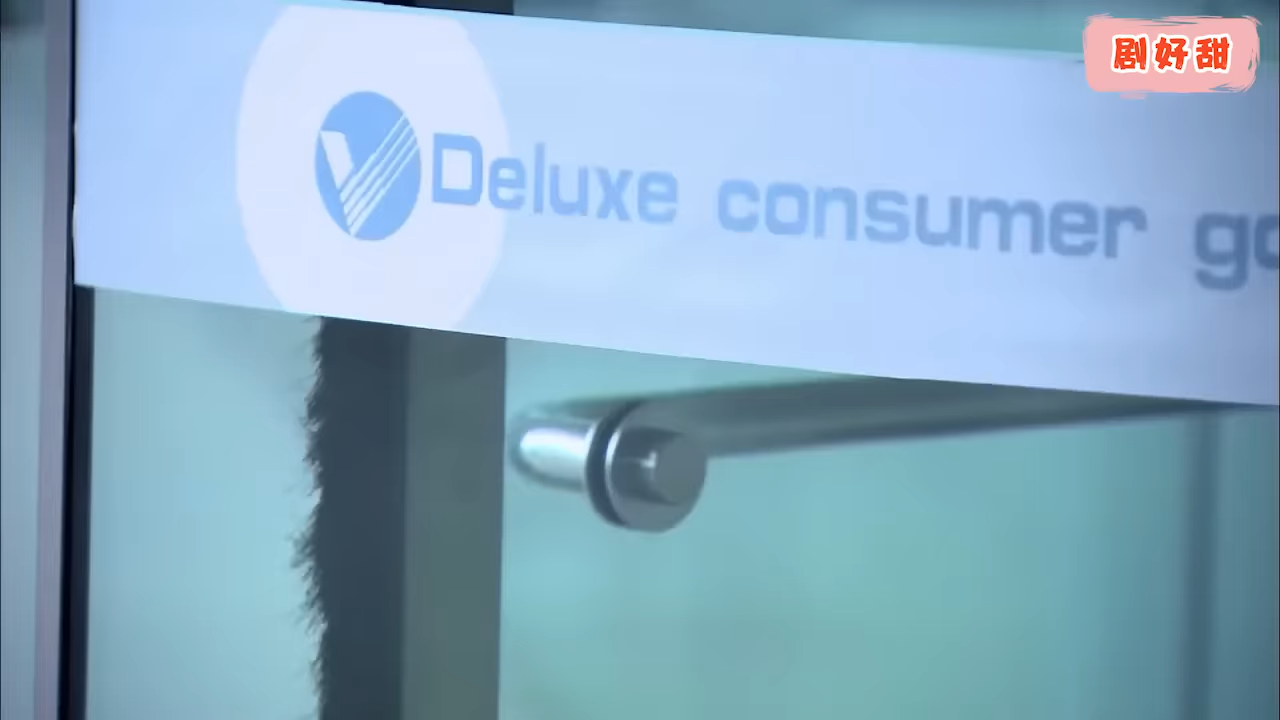 剧好甜
Deluxe consumer